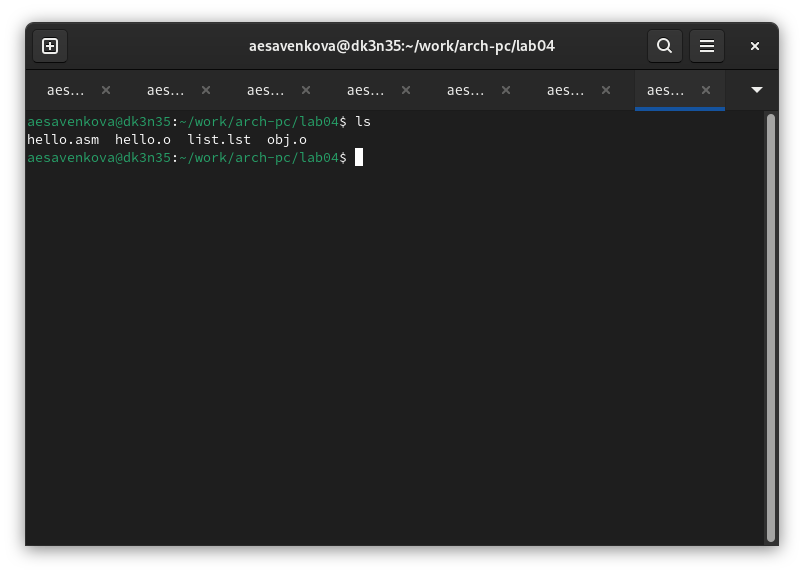 aesavenkova@dk3n35:~/work/arch-pc/lab04
aes... aes... aes... aes... aes... aes... aes...
aesavenkova@dk3n35:~/work/arch-pc/lab04$ ls
hello.asm  hello.o  list.lst  obj.o
aesavenkova@dk3n35:~/work/arch-pc/lab04$